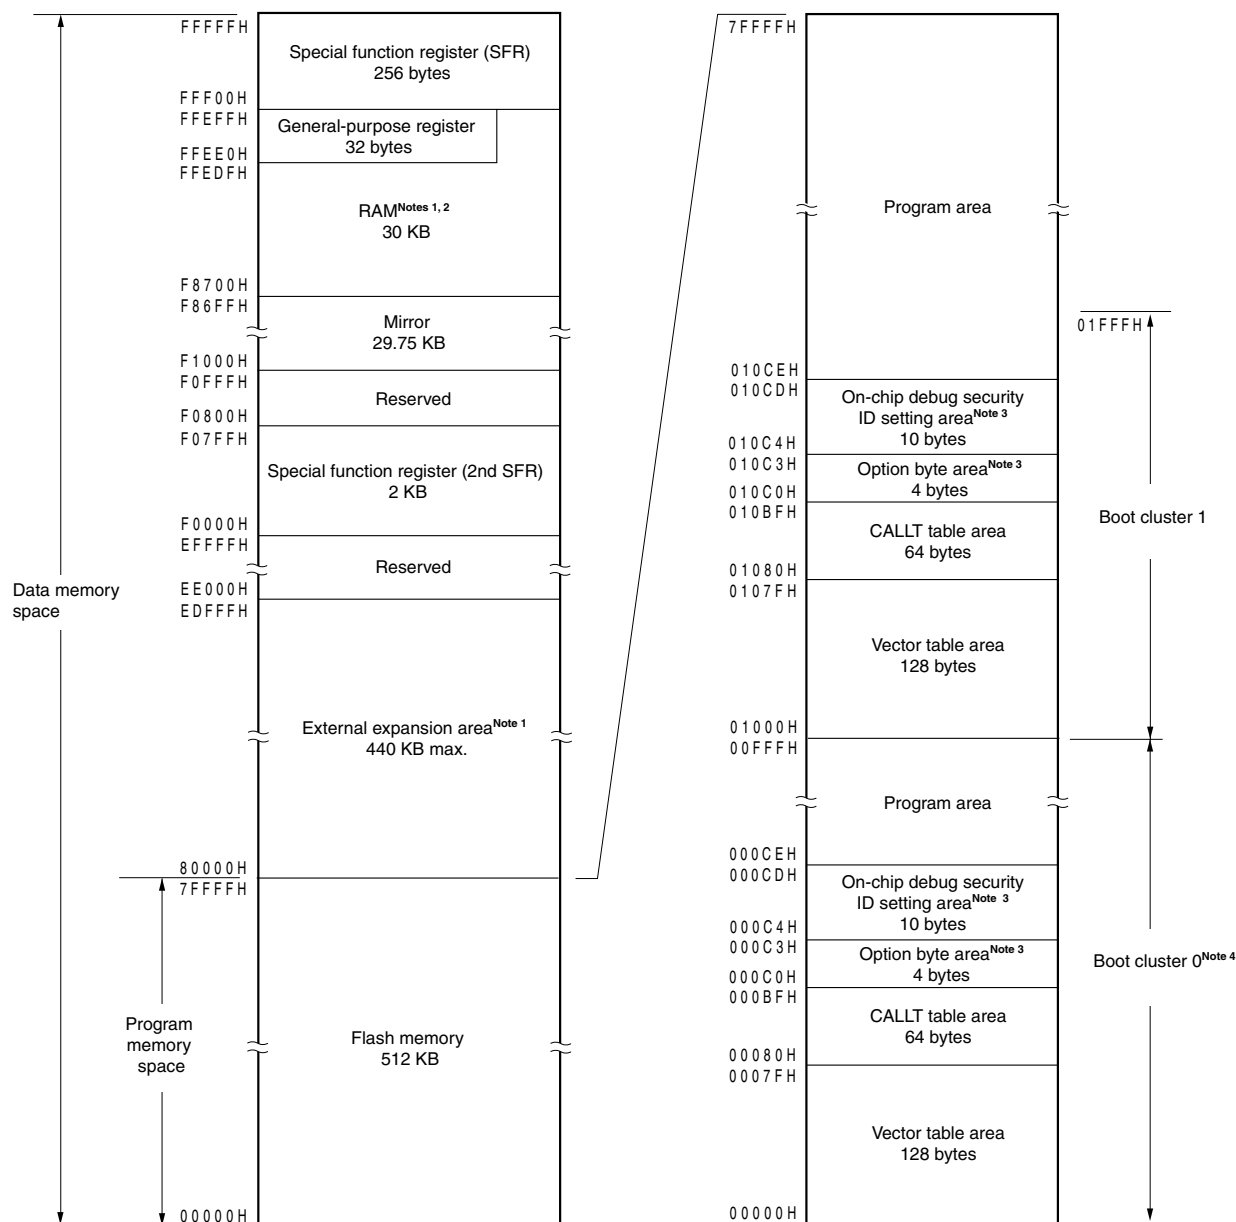 FFFFFH
Special function register (SFR)
256 bytes
FFF00H
FFEFFH
General-purpose register
32 bytes
FFEE0H
FFEDFH
RAMNotes 1, 2
30 KB
F8700H
F86FFH
Mirror
29.75 KB
F1000H
F0FFFH
Reserved
F0800H
F07FFH
Special function register (2nd SFR)
2 KB
F0000H
EFFFFH
Reserved
EE000H
EDFFFH
Data memory
space
External expansion areaNote 1
440 KB max.
80000H
7FFFFH
Program
memory
space
Flash memory
512 KB
00000H
7FFFFH
Program area
01FFFH
010CEH
010CDH
On-chip debug security
ID setting areaNote 3
10 bytes
010C4H
010C3H
Option byte areaNote 3
4 bytes
010C0H
010BFH
Boot cluster 1
CALLT table area
64 bytes
01080H
0107FH
Vector table area
128 bytes
01000H
00FFFH
Program area
000CEH
000CDH
On-chip debug security
ID setting areaNote 3
10 bytes
000C4H
000C3H
Option byte areaNote 3
4 bytes
Boot cluster 0Note 4
000C0H
000BFH
CALLT table area
64 bytes
00080H
0007FH
Vector table area
128 bytes
00000H